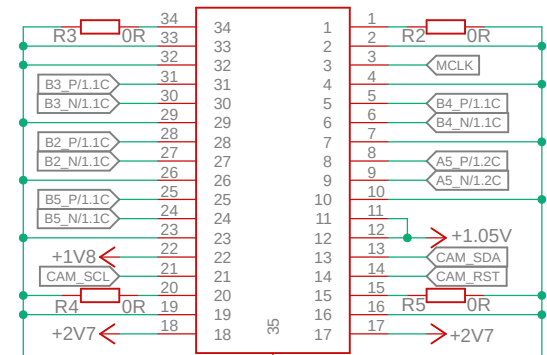 34 34 1 1
R3 0R R2 0R
33 33 2 2
32 32 3 3 MCLK
B3_P/1.1C 31 31 4 4
B3_N/1.1C 30 30 5 5 B4_P/1.1C
29 29 6 6 B4_N/1.1C
B2_P/1.1C 28 28 7 7
B2_N/1.1C 27 27 8 8 A5_P/1.2C
26 26 9 9 A5_N/1.2C
B5_P/1.1C 25 25 10 10
B5_N/1.1C 24 24 11 11
23 23 12 12 +1.05V
+1V8 22 22 13 13 CAM_SDA
CAM_SCL 21 21 14 14 CAM_RST
20 20 15 15
R4 0R R5 0R
19 19 16 16
+2V7 18 18 35 17 17 +2V7